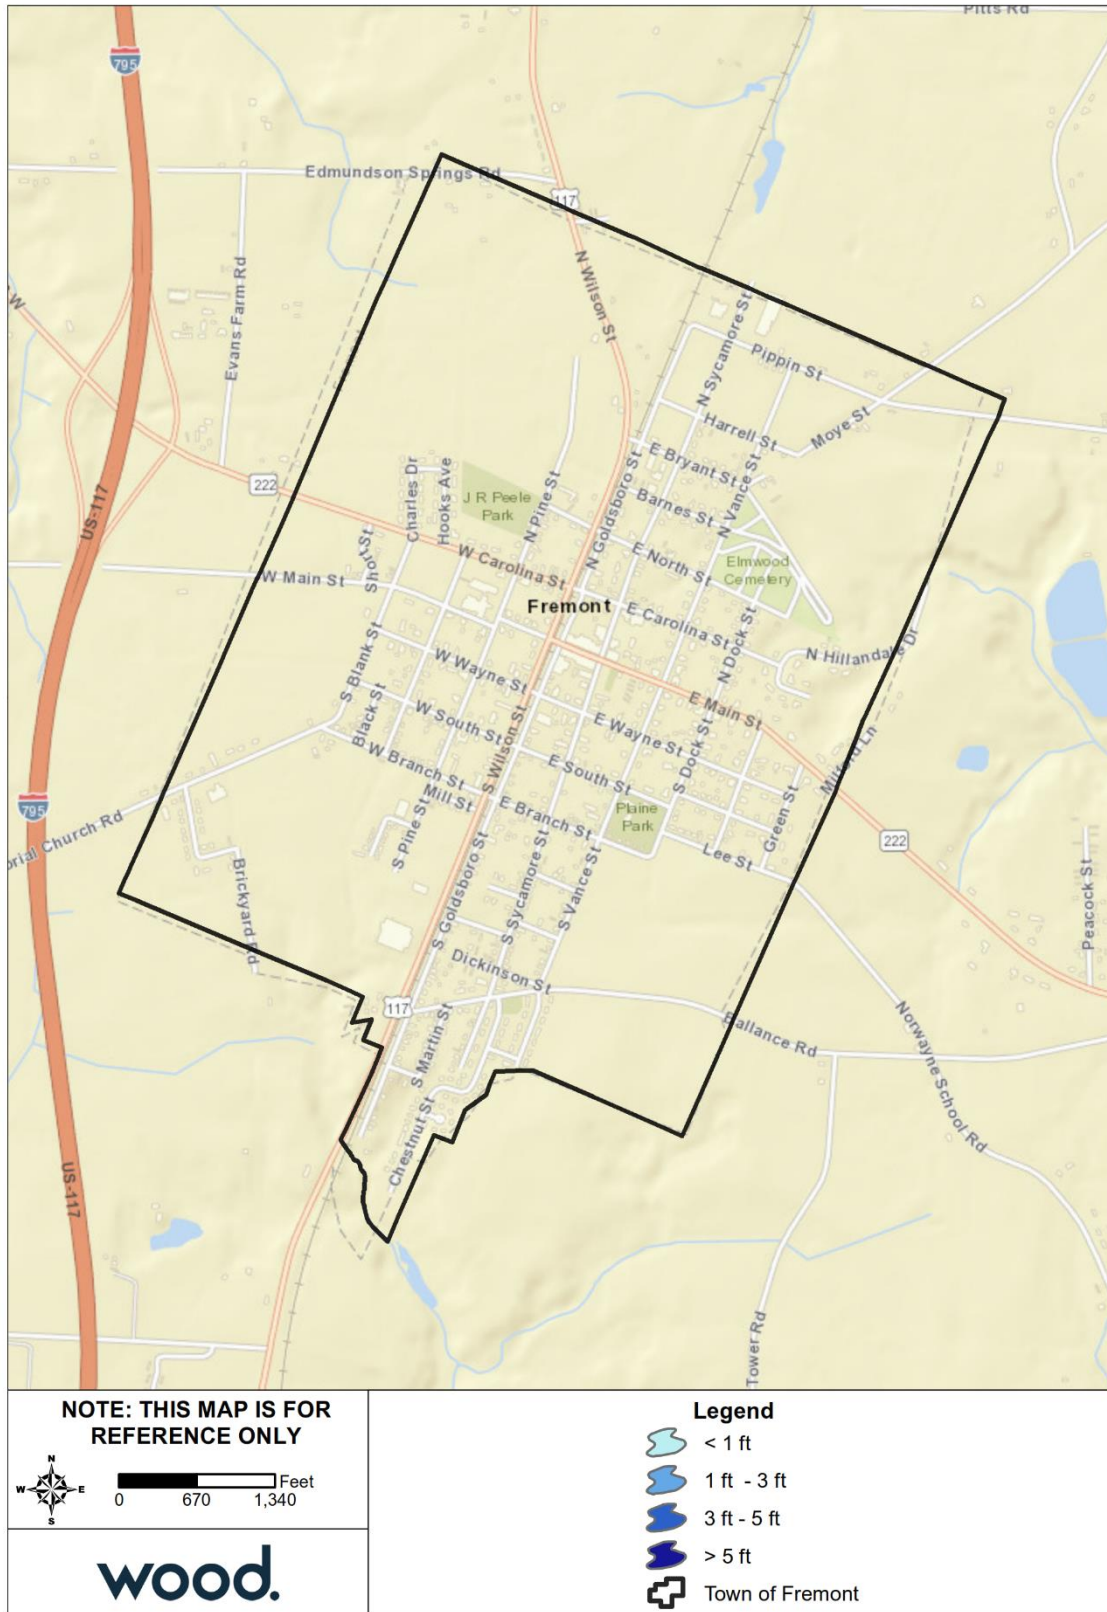 Pitts Rd
795
Edmundson Springs Rd
117
N Wilson St
Evans Farm Rd
N Sycamore St
Pippin St
Harrell St
Moye St
W
222
Charles Dr
Hooks Ave
J R Peele
Park
N Pine St
N Goldsboro St
E Bryant St
Barnes St
N Vance St
US-117
Short St
W Carolina St
E North St
Elmwood
Cemetery
W Main St
Fremont
E Carolina St
N Dock St
N Hillandale Dr
S Blank St
W Wayne St
E Main St
Black St
W South St
S Wilson St
E Wayne St
S Dock St
Milford Ln
W Branch St
E South St
795
Mill St
E Branch St
Plaine
Park
Green St
222
orial Church Rd
S Pine St
Lee St
Brickyard Rd
S Goldsboro St
S Sycamore St
S Vance St
Peacock St
Dickinson St
117
S Martin St
Ballance Rd
Norwayne School Rd
Chestnut St
US-117
Tower Rd
NOTE: THIS MAP IS FOR
REFERENCE ONLY
N
W E
S
Feet
0 670 1,340
wood.
Legend
< 1 ft
1 ft - 3 ft
3 ft - 5 ft
> 5 ft
Town of Fremont